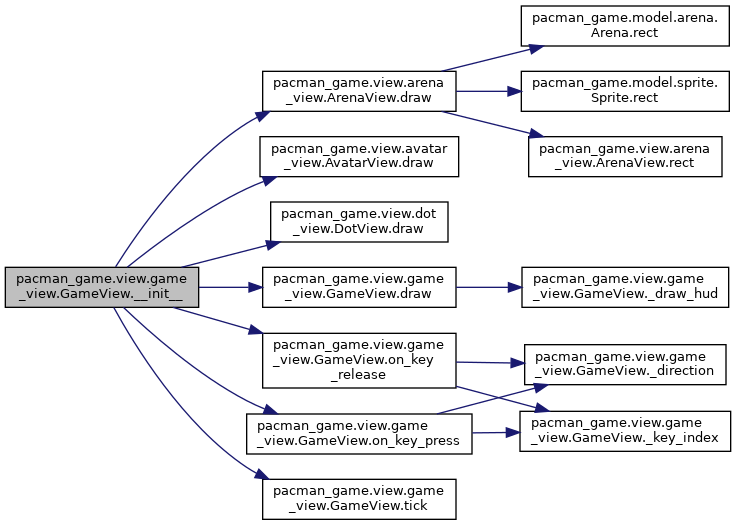 pacman_game.model.arena.
Arena.rect
pacman_game.view.arena
_view.ArenaView.draw
pacman_game.model.sprite.
Sprite.rect
pacman_game.view.avatar
_view.AvatarView.draw
pacman_game.view.arena
_view.ArenaView.rect
pacman_game.view.dot
_view.DotView.draw
pacman_game.view.game
_view.GameView.__init__
pacman_game.view.game
_view.GameView.draw
pacman_game.view.game
_view.GameView._draw_hud
pacman_game.view.game
_view.GameView.on_key
_release
pacman_game.view.game
_view.GameView._direction
pacman_game.view.game
_view.GameView.on_key_press
pacman_game.view.game
_view.GameView._key_index
pacman_game.view.game
_view.GameView.tick